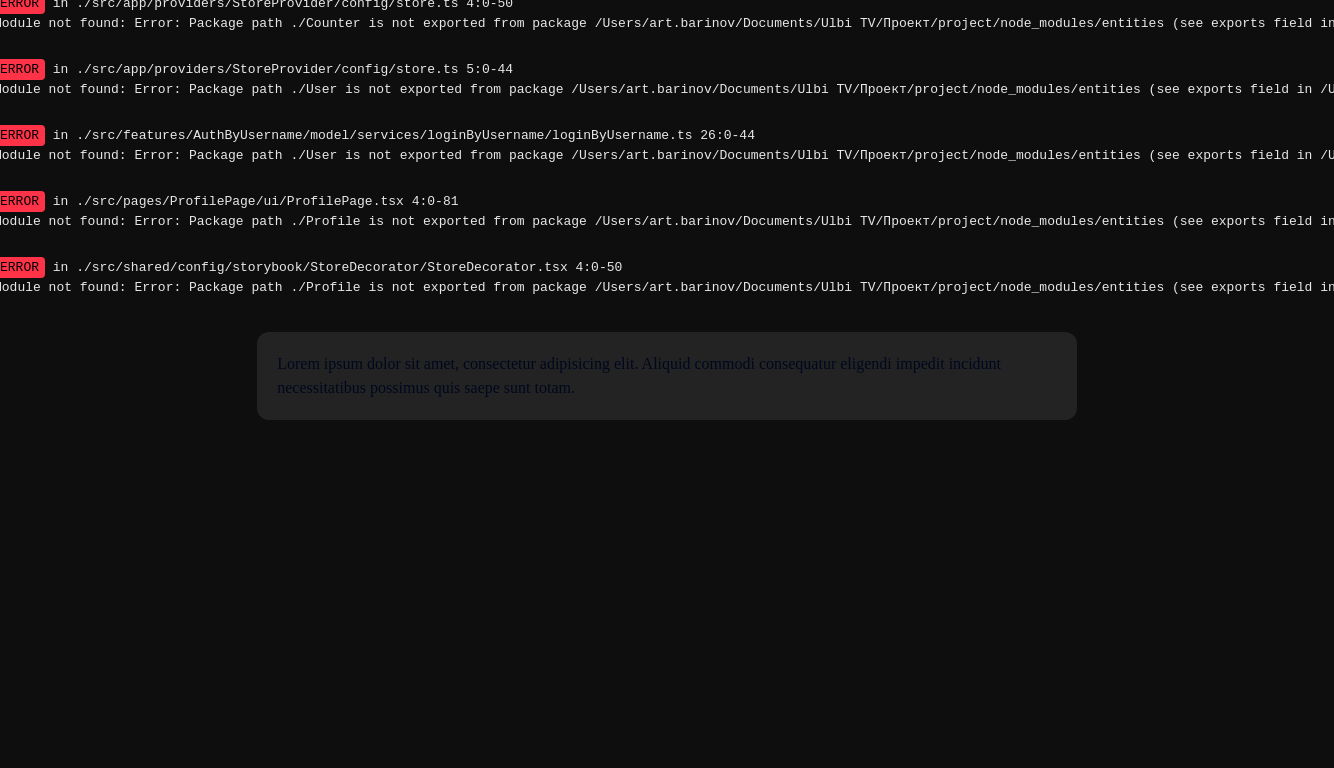 ERROR in ./src/app/providers/StoreProvider/config/store.ts 4:0-50
Module not found: Error: Package path ./Counter is not exported from package /Users/art.barinov/Documents/Ulbi TV/Проект/project/node_modules/entities (see exports field in
ERROR in ./src/app/providers/StoreProvider/config/store.ts 5:0-44
Module not found: Error: Package path ./User is not exported from package /Users/art.barinov/Documents/Ulbi TV/Проект/project/node_modules/entities (see exports field in /U
ERROR in ./src/features/AuthByUsername/model/services/loginByUsername/loginByUsername.ts 26:0-44
Module not found: Error: Package path ./User is not exported from package /Users/art.barinov/Documents/Ulbi TV/Проект/project/node_modules/entities (see exports field in /U
ERROR in ./src/pages/ProfilePage/ui/ProfilePage.tsx 4:0-81
Module not found: Error: Package path ./Profile is not exported from package /Users/art.barinov/Documents/Ulbi TV/Проект/project/node_modules/entities (see exports field in
ERROR in ./src/shared/config/storybook/StoreDecorator/StoreDecorator.tsx 4:0-50
Module not found: Error: Package path ./Profile is not exported from package /Users/art.barinov/Documents/Ulbi TV/Проект/project/node_modules/entities (see exports field in
Lorem ipsum dolor sit amet, consectetur adipisicing elit. Aliquid commodi consequatur eligendi impedit incidunt
necessitatibus possimus quis saepe sunt totam.